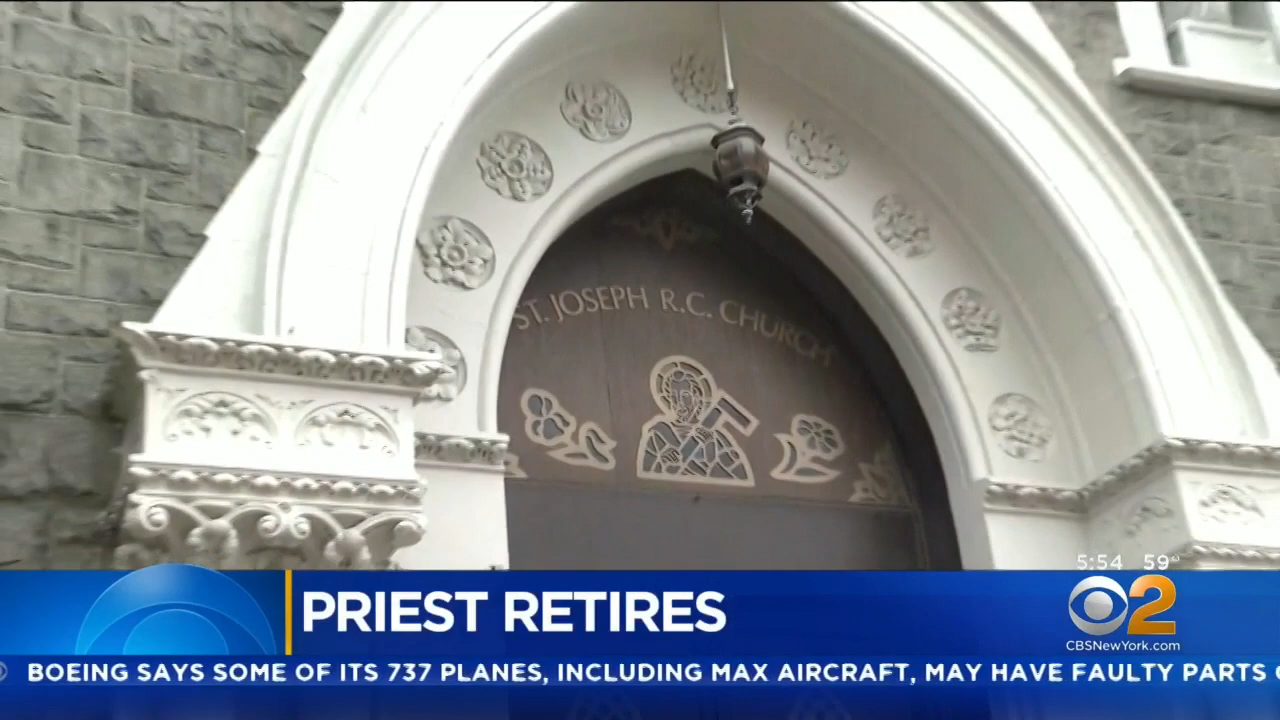 ST. JOSEPH R.C. CHURCH
5:54 59°
PRIEST RETIRES
2
CBSNewYork.com
BOEING SAYS SOME OF ITS 737 PLANES, INCLUDING MAX AIRCRAFT, MAY HAVE FAULTY PARTS